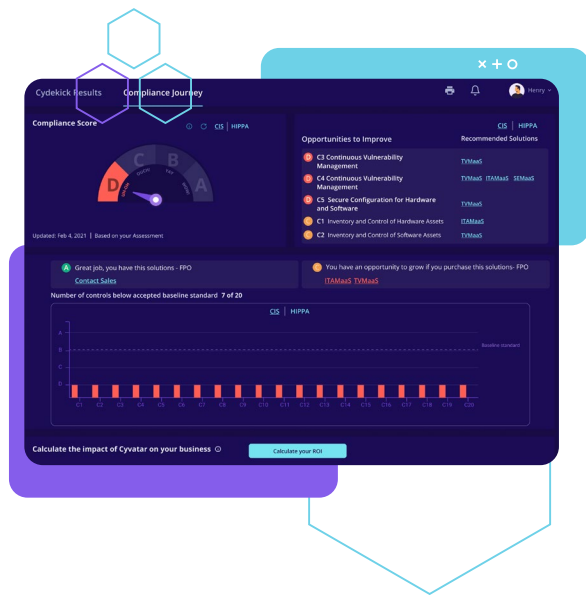 Cydekick Results
Compliance Journey
Henry
Compliance Score
CIS | HIPPA
D
C
B
A
OUCH!
YAY
Updated: Feb 4, 2021 | Based on your Assessment
CIS | HIPPA
Opportunities to Improve
Recommended Solutions
D C3 Continuous Vulnerability
Management
TVMaaS
D C4 Continuous Vulnerability
Management
TVMaaS ITAMaaS SEMaaS
D C5 Secure Configuration for Hardware
and Software
TVMaaS
C C1 Inventory and Control of Hardware Assets
ITAMaaS
C C2 Inventory and Control of Software Assets
TVMaaS
A Great job, you have this solutions - FPO
Contact Sales
C You have an opportunity to grow if you purchase this solutions- FPO
ITAMaaS TVMaaS
Number of controls below accepted baseline standard 7 of 20
CIS | HIPPA
A
B
Baseline standard
C
D
C1 C2 C3 C4 C5 C6 C7 C8 C9 C10 C11 C12 C13 C14 C15 C16 C17 C18 C19 C20
Calculate the impact of Cyvatar on your business
Calculate your ROI